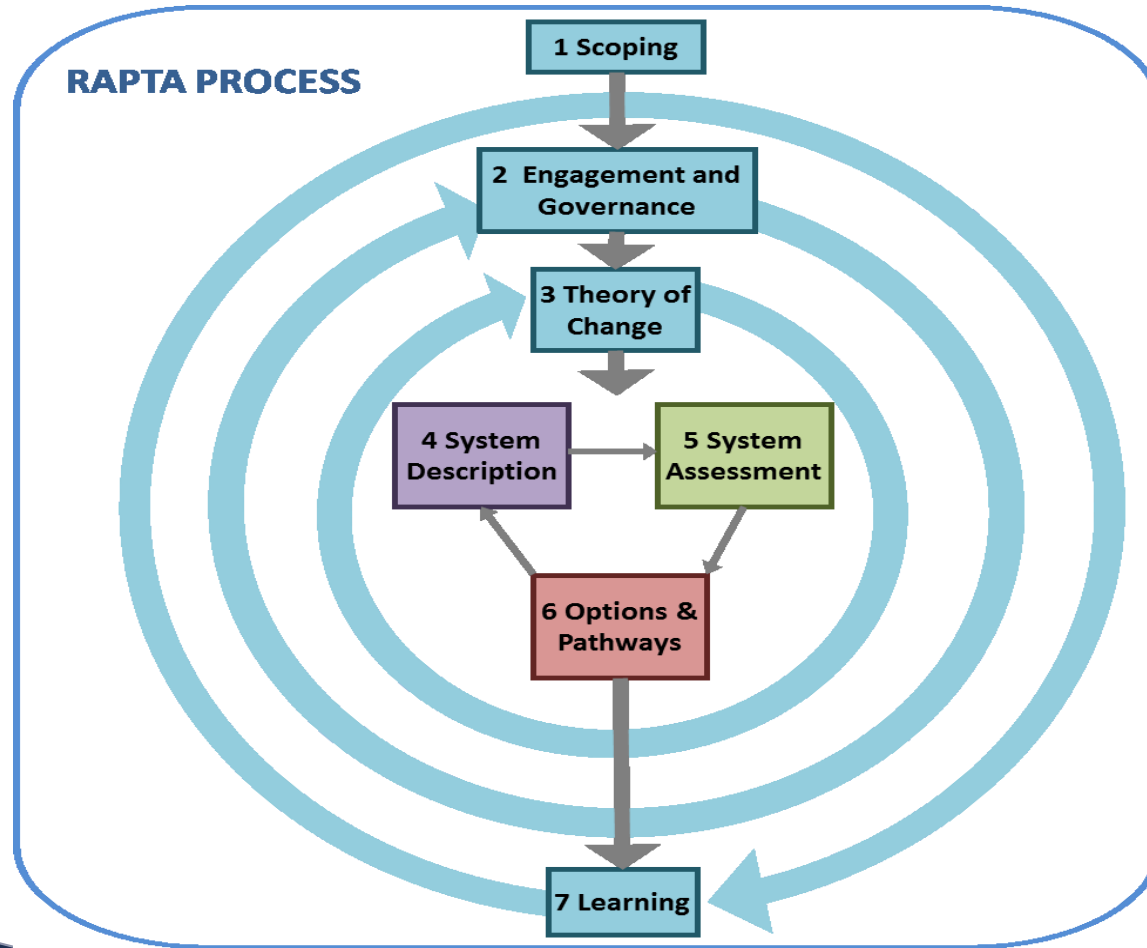 RAPTA PROCESS
1 Scoping
2 Engagement and
Governance
3 Theory of
Change
4 System
Description
5 System
Assessment
6 Options &
Pathways
7 Learning